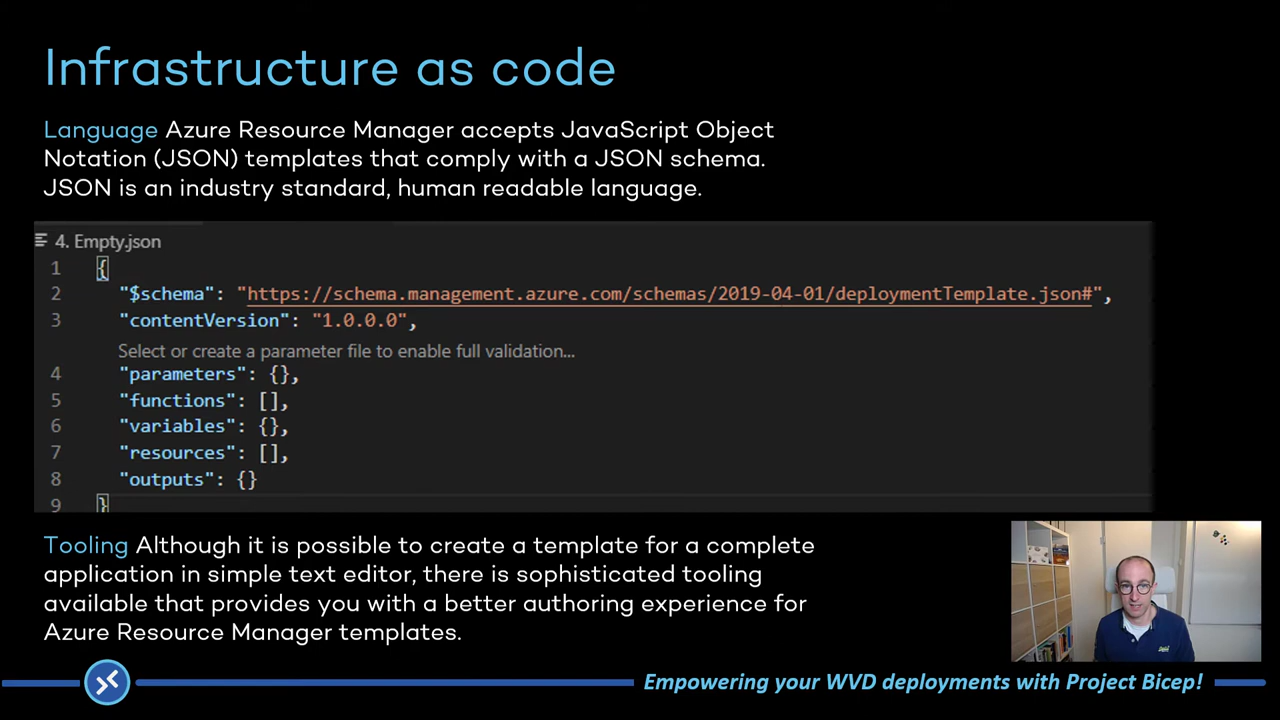 Infrastructure as code
Language Azure Resource Manager accepts JavaScript Object
Notation (JSON) templates that comply with a JSON schema.
JSON is an industry standard, human readable language.
4. Empty.json
1 {
2 "$schema": "https://schema.management.azure.com/schemas/2019-04-01/deploymentTemplate.json#",
3 "contentVersion": "1.0.0.0",
Select or create a parameter file to enable full validation...
4 "parameters": {},
5 "functions": [],
6 "variables": {},
7 "resources": [],
8 "outputs": {}
9 }
Tooling Although it is possible to create a template for a complete
application in simple text editor, there is sophisticated tooling
available that provides you with a better authoring experience for
Azure Resource Manager templates.
Empowering your WVD deployments with Project Bicep!